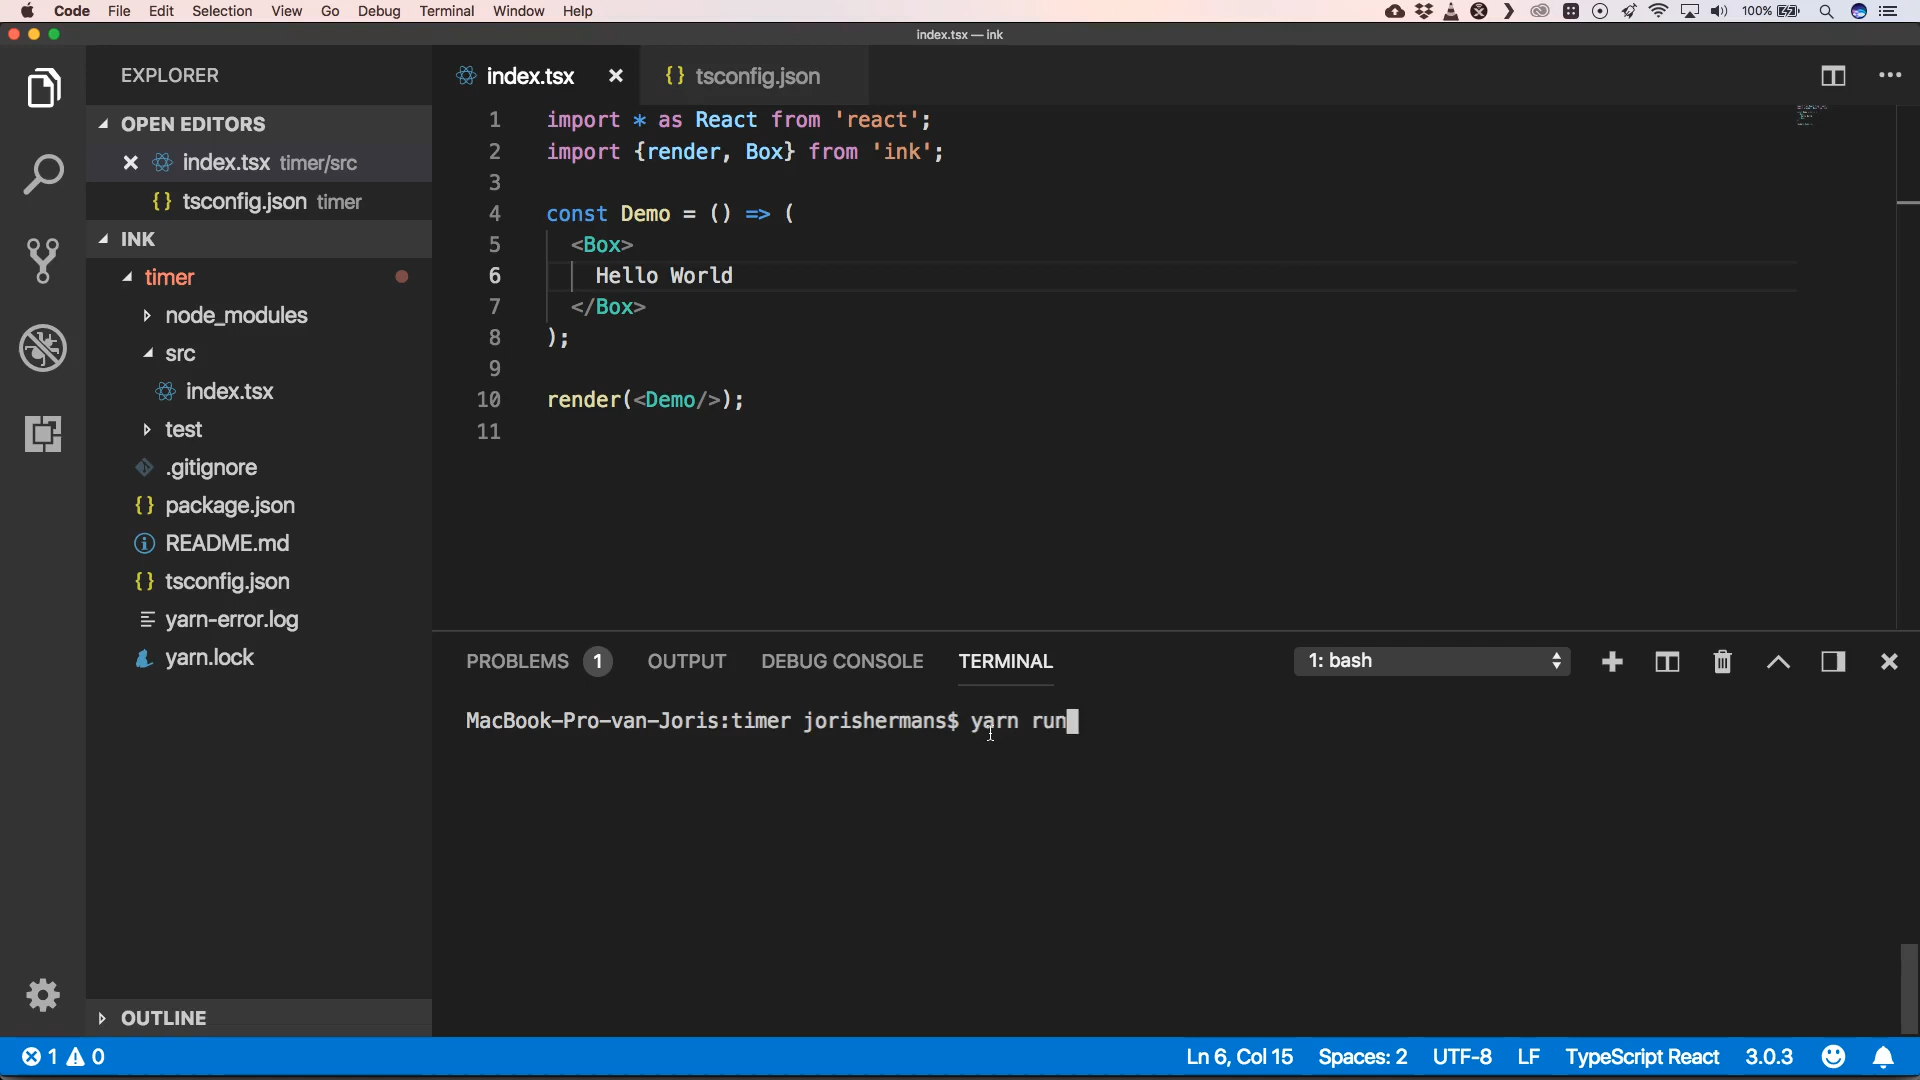 Code File Edit Selection View Go Debug Terminal Window Help 100%
index.tsx — ink
EXPLORER
OPEN EDITORS
index.tsx timer/src
{} tsconfig.json timer
INK
timer
node_modules
src
index.tsx
test
.gitignore
{} package.json
README.md
{} tsconfig.json
yarn-error.log
yarn.lock
OUTLINE
index.tsx
{} tsconfig.json
1 import * as React from 'react';
2 import {render, Box} from 'ink';
3
4 const Demo = () => (
5 <Box>
6 Hello World
7 </Box>
8 );
9
10 render(<Demo/>);
11
PROBLEMS 1 OUTPUT DEBUG CONSOLE TERMINAL 1: bash
MacBook-Pro-van-Joris:timer jorishermans$ yarn run
1 0 Ln 6, Col 15 Spaces: 2 UTF-8 LF TypeScript React 3.0.3